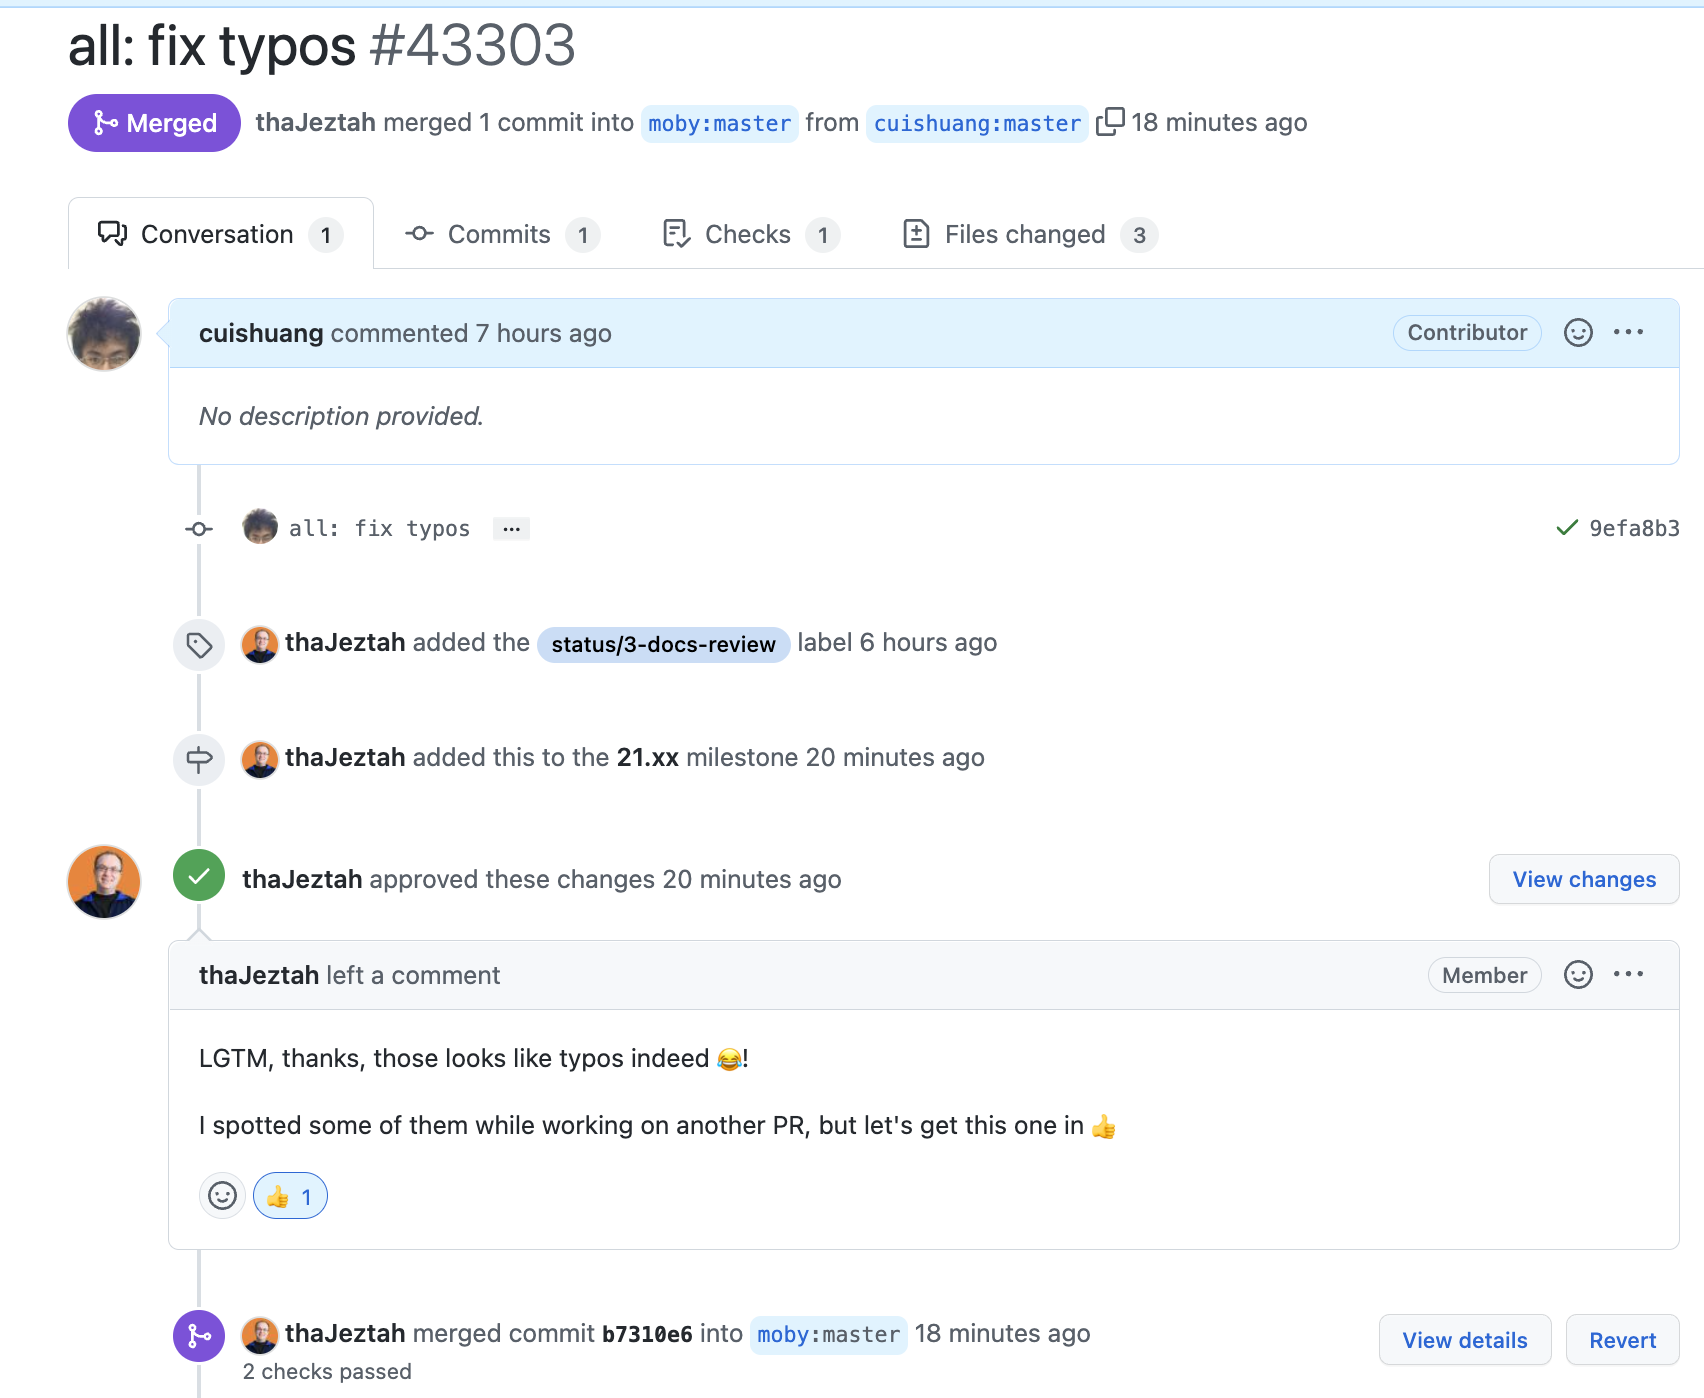 all: fix typos #43303
Merged thaJeztah merged 1 commit into moby:master from cuishuang:master 18 minutes ago
Conversation 1 Commits 1 Checks 1 Files changed 3
cuishuang commented 7 hours ago Contributor
No description provided.
all: fix typos ... 9efa8b3
thaJeztah added the status/3-docs-review label 6 hours ago
thaJeztah added this to the 21.xx milestone 20 minutes ago
thaJeztah approved these changes 20 minutes ago View changes
thaJeztah left a comment Member
LGTM, thanks, those looks like typos indeed 😂!
I spotted some of them while working on another PR, but let's get this one in 👍
👍 1
thaJeztah merged commit b7310e6 into moby:master 18 minutes ago View details Revert
2 checks passed